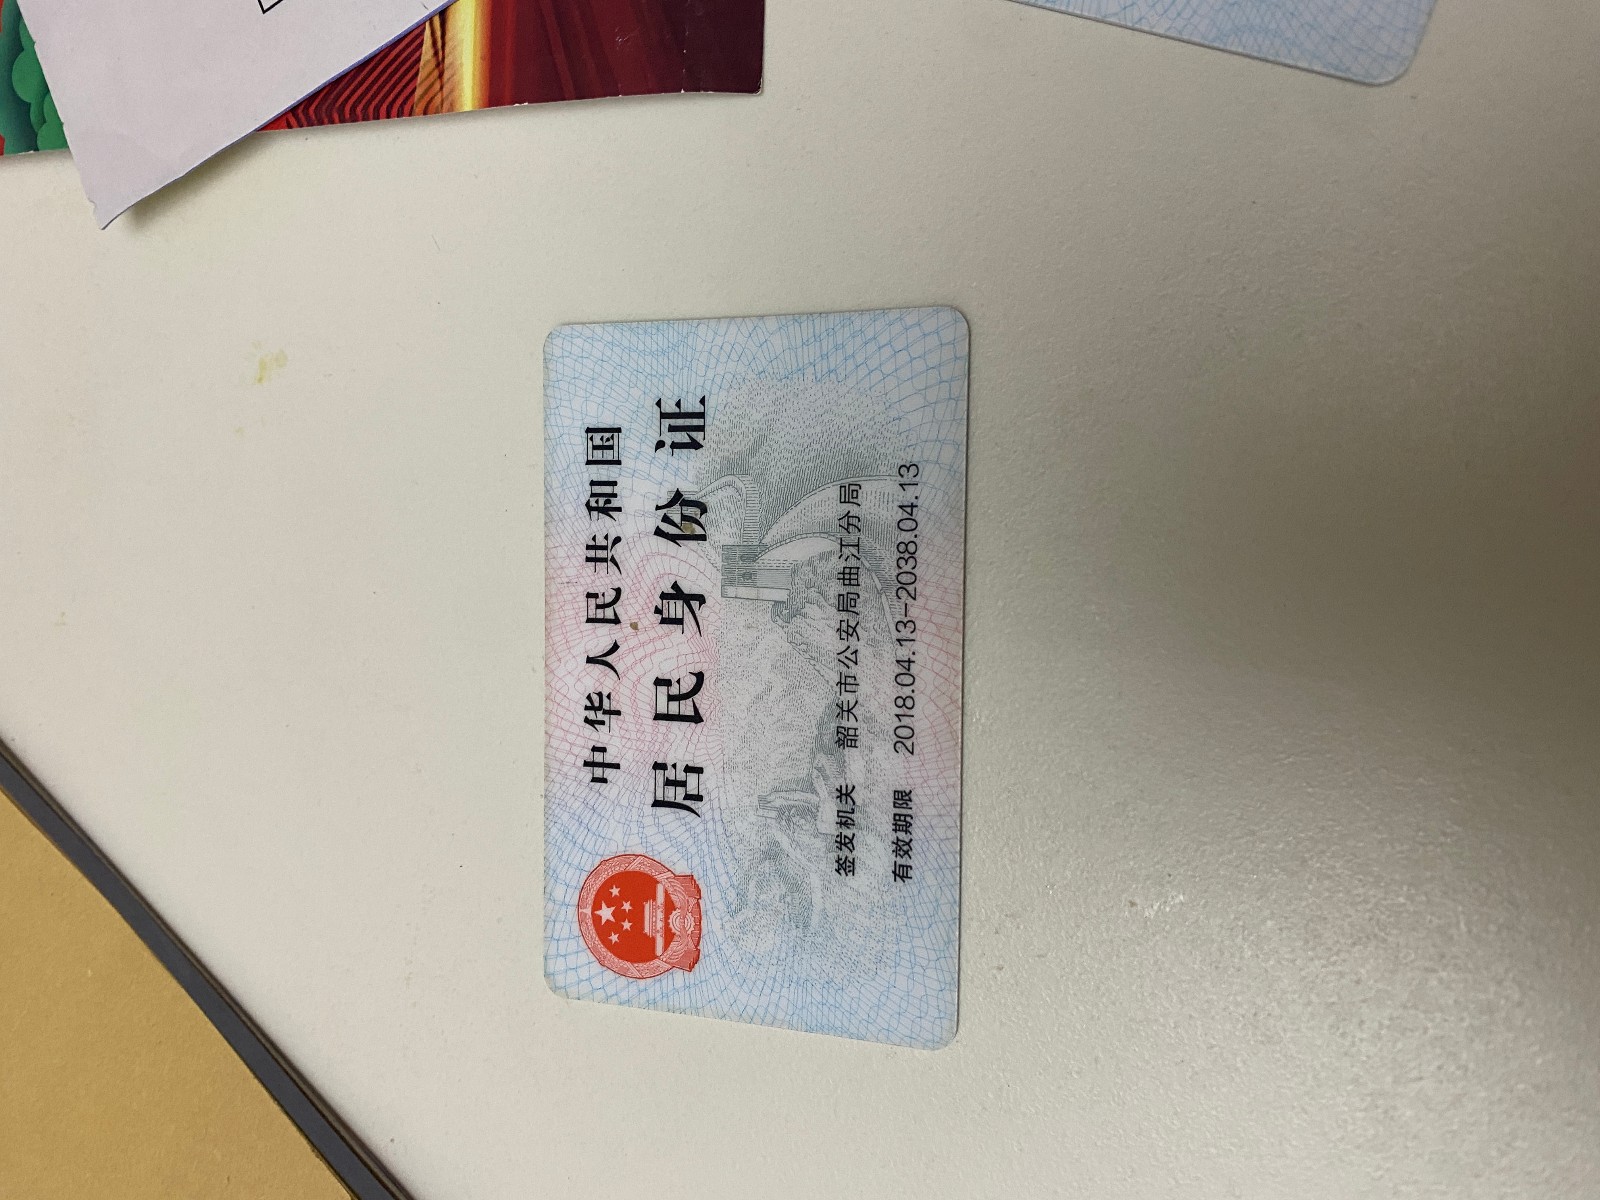 中华人民共和国
居民身份证
签发机关 韶关市公安局曲江分局
有效期限 2018.04.13-2038.04.13